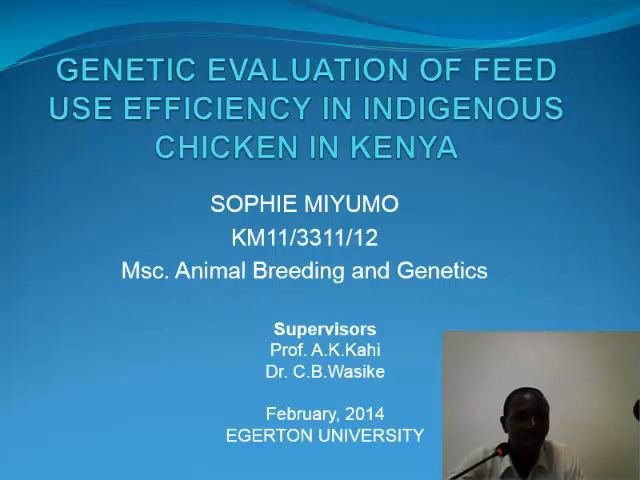 GENETIC EVALUATION OF FEED
USE EFFICIENCY IN INDIGENOUS
CHICKEN IN KENYA
SOPHIE MIYUMO
KM11/3311/12
Msc. Animal Breeding and Genetics
Supervisors
Prof. A.K.Kahi
Dr. C.B.Wasike
February, 2014
EGERTON UNIVERSITY